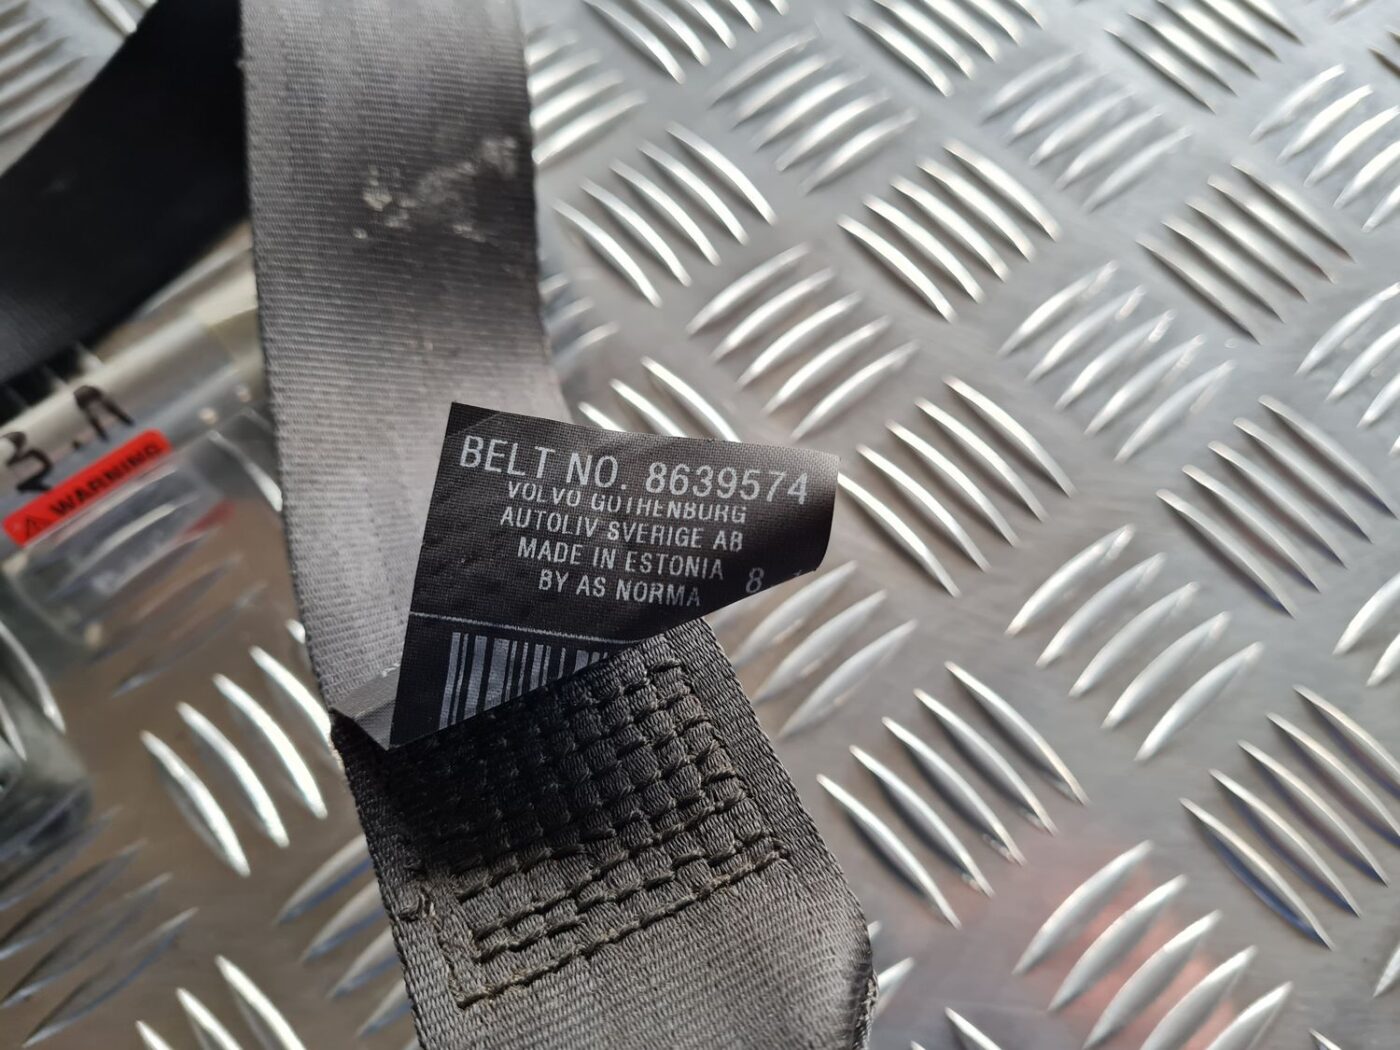 BELT NO. 8639574
VOLVO GOTHENBURG
AUTOLIV SVERIGE AB
MADE IN ESTONIA 8
BY AS NORMA
B.A
WARNING